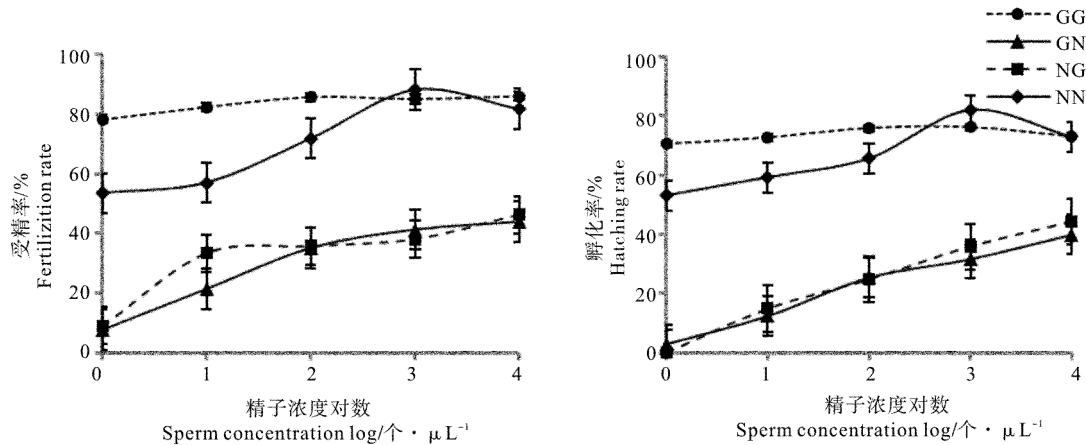 GG
GN
NG
NN
100
80
60
40
20
0
受精率/%
Fertilizition rate
0 1 2 3 4
精子浓度对数
Sperm concentration log/个·μL⁻¹
100
80
60
40
20
0
孵化率/%
Hatching rate
0 1 2 3 4
精子浓度对数
Sperm concentration log/个·μL⁻¹